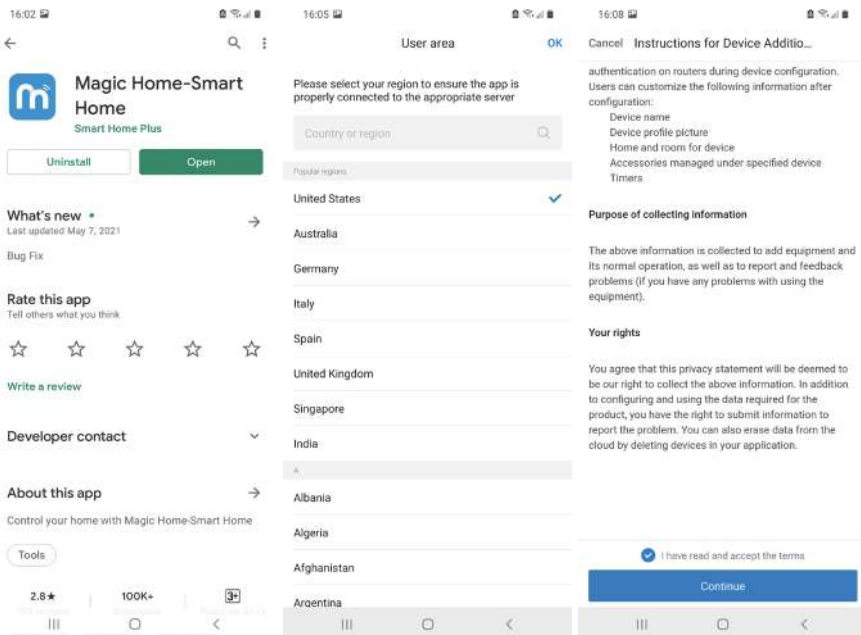 16:02
Magic Home-Smart
Home
Smart Home Plus
Uninstall
Open
What's new •
Last updated May 7, 2021
Bug Fix
Rate this app
Tell others what you think
Write a review
Developer contact
About this app
Control your home with Magic Home-Smart Home
Tools
2.8★
100K+
3+
16:05
User area
OK
Please select your region to ensure the app is
properly connected to the appropriate server
Country or region
Popular regions
United States
Australia
Germany
Italy
Spain
United Kingdom
Singapore
India
A
Albania
Algeria
Afghanistan
Argentina
16:08
Cancel Instructions for Device Additio...
authentication on routers during device configuration.
Users can customize the following information after
configuration:
Device name
Device profile picture
Home and room for device
Accessories managed under specified device
Timers
Purpose of collecting information
The above information is collected to add equipment and
its normal operation, as well as to report and feedback
problems (if you have any problems with using the
equipment).
Your rights
You agree that this privacy statement will be deemed to
be our right to collect the above information. In addition
to configuring and using the data required for the
product, you have the right to submit information to
report the problem. You can also erase data from the
cloud by deleting devices in your application.
I have read and accept the terms
Continue